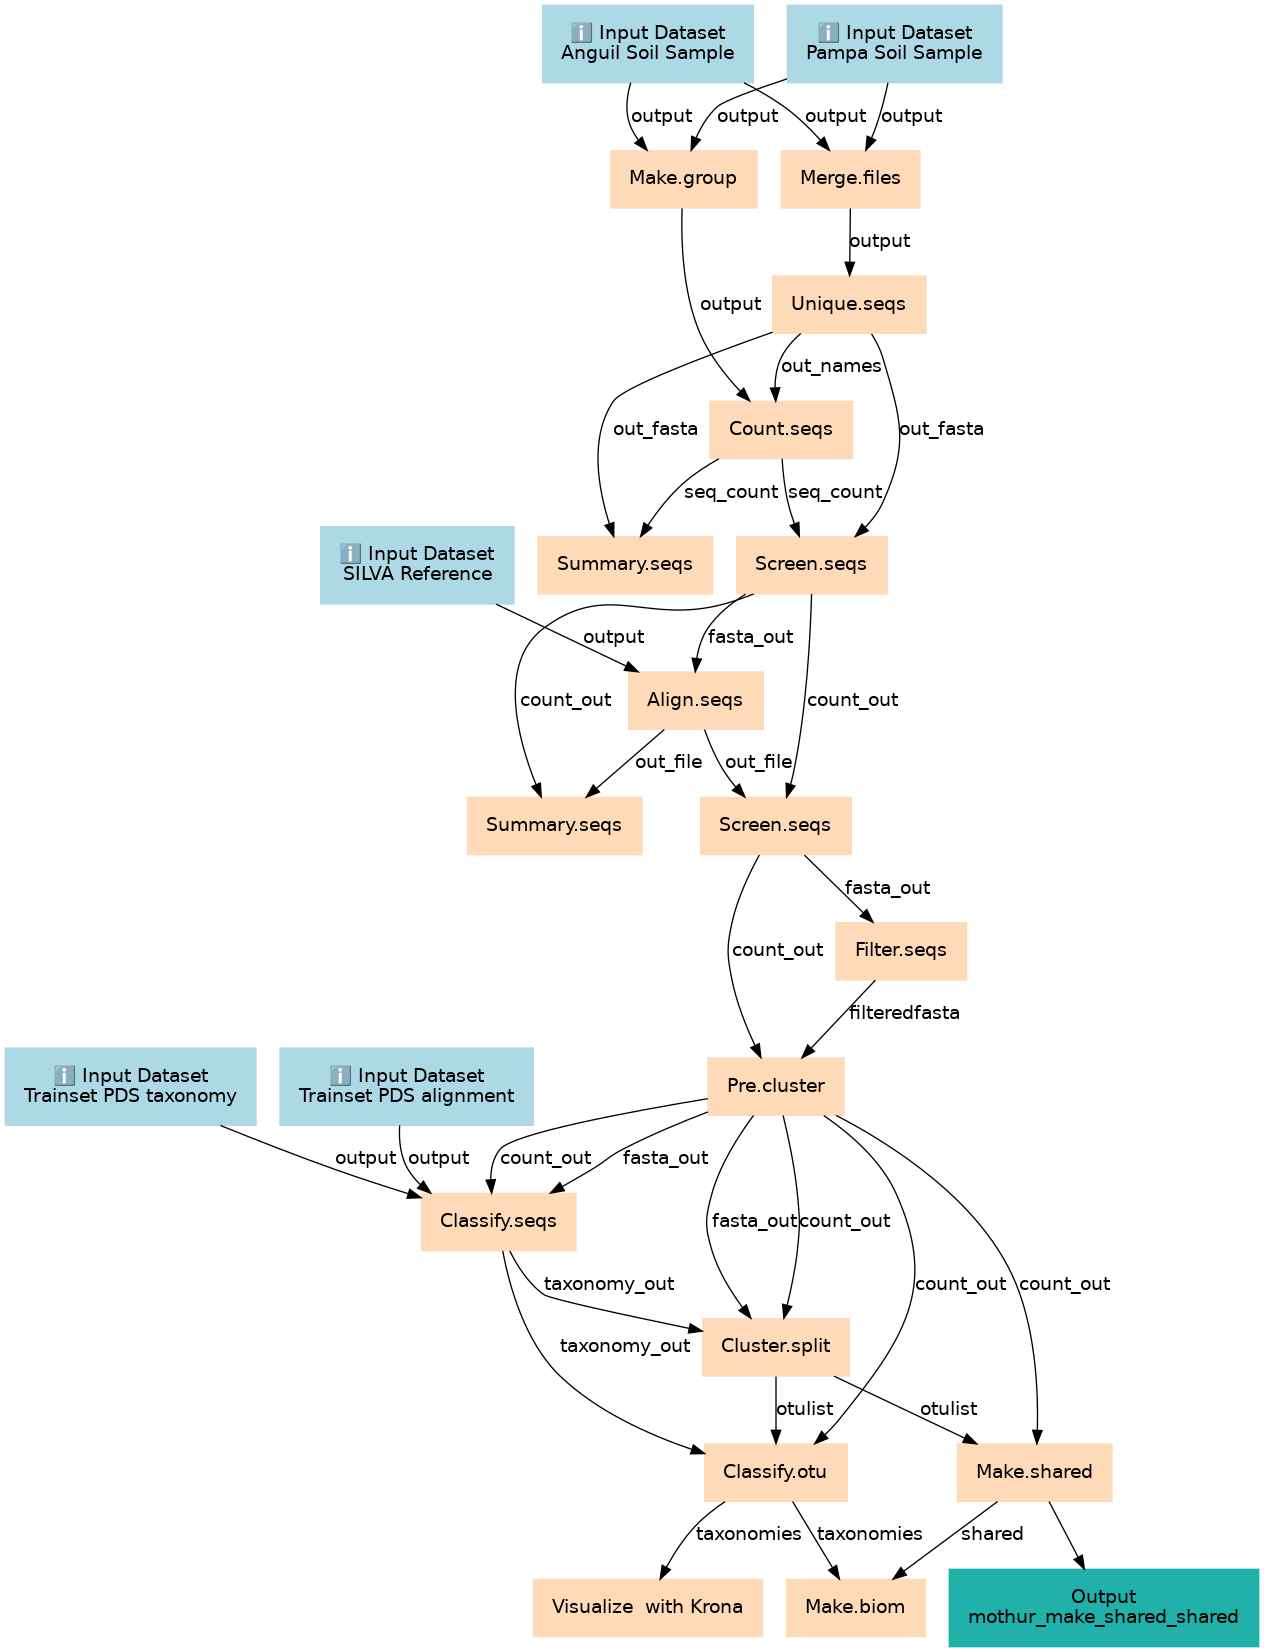 ℹ️ Input Dataset
Anguil Soil Sample
ℹ️ Input Dataset
Pampa Soil Sample
output
output
output
output
Make.group
Merge.files
output
Unique.seqs
output
out_names
out_fasta
Count.seqs
out_fasta
seq_count
seq_count
ℹ️ Input Dataset
SILVA Reference
Summary.seqs
Screen.seqs
output
fasta_out
count_out
Align.seqs
count_out
out_file
out_file
Summary.seqs
Screen.seqs
fasta_out
count_out
Filter.seqs
filteredfasta
ℹ️ Input Dataset
Trainset PDS taxonomy
ℹ️ Input Dataset
Trainset PDS alignment
Pre.cluster
output
output
count_out
fasta_out
Classify.seqs
fasta_out
count_out
taxonomy_out
count_out
count_out
taxonomy_out
Cluster.split
otulist
otulist
Classify.otu
Make.shared
taxonomies
taxonomies
shared
Visualize  with Krona
Make.biom
Output
mothur_make_shared_shared